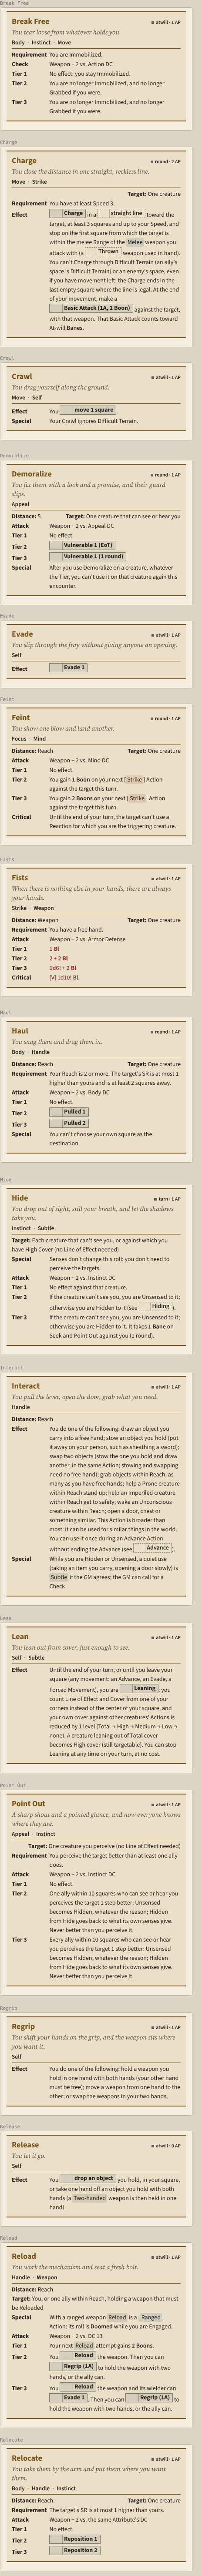 Break Free
Break Free
■ atwill · 1 AP
You tear loose from whatever holds you.
Body · Instinct · Move
Requirement You are Immobilized.
Check Weapon + 2 vs. Action DC
Tier 1 No effect: you stay Immobilized.
Tier 2 You are no longer Immobilized, and no longer
Grabbed if you were.
Tier 3 You are no longer Immobilized, and no longer
Grabbed if you were.
Charge
Charge
■ round · 2 AP
You close the distance in one straight, reckless line.
Move · Strike
Target: One creature
Requirement You have at least Speed 3.
Effect Charge in a straight line toward the
target, at least 3 squares and up to your Speed, and
stop on the first square from which the target is
within the melee Range of the Melee weapon you
attack with (a Thrown weapon used in hand).
You can't Charge through Difficult Terrain (an ally's
space is Difficult Terrain) or an enemy's space, even
if you have movement left: the Charge ends in the
last empty square where the line is legal. At the end
of your movement, make a
Basic Attack (1A, 1 Boon) against the target,
with that weapon. That Basic Attack counts toward
At-will Banes.
Crawl
Crawl
■ atwill · 1 AP
You drag yourself along the ground.
Move · Self
Effect You move 1 square.
Special Your Crawl ignores Difficult Terrain.
Demoralize
Demoralize
■ round · 1 AP
You fix them with a look and a promise, and their guard
slips.
Appeal
Distance: 5 Target: One creature that can see or hear you
Attack Weapon + 2 vs. Appeal DC
Tier 1 No effect.
Tier 2 Vulnerable 1 (EoT)
Tier 3 Vulnerable 1 (1 round)
Special After you use Demoralize on a creature, whatever
the Tier, you can't use it on that creature again this
encounter.
Evade
Evade
■ atwill · 1 AP
You slip through the fray without giving anyone an opening.
Self
Effect Evade 1
Feint
Feint
■ round · 1 AP
You show one blow and land another.
Focus · Mind
Distance: Reach Target: One creature
Attack Weapon + 2 vs. Mind DC
Tier 1 No effect.
Tier 2 You gain 1 Boon on your next [Strike] Action
against the target this turn.
Tier 3 You gain 2 Boons on your next [Strike] Action
against the target this turn.
Critical Until the end of your turn, the target can't use a
Reaction for which you are the triggering creature.
Fists
Fists
■ atwill · 1 AP
When there is nothing else in your hands, there are always
your hands.
Strike · Weapon
Distance: Weapon Target: One creature
Requirement You have a free hand.
Attack Weapon + 2 vs. Armor Defense
Tier 1 1 Bl
Tier 2 2 + 2 Bl
Tier 3 1d6! + 2 Bl
Critical [V] 1d10! Bl.
Haul
Haul
■ round · 1 AP
You snag them and drag them in.
Body · Handle
Distance: Reach Target: One creature
Requirement Your Reach is 2 or more. The target's SR is at most 1
higher than yours and is at least 2 squares away.
Attack Weapon + 2 vs. Body DC
Tier 1 No effect.
Tier 2 Pulled 1
Tier 3 Pulled 2
Special You can't choose your own square as the
destination.
Hide
Hide
■ turn · 1 AP
You drop out of sight, still your breath, and let the shadows
take you.
Instinct · Subtle
Target: Each creature that can't see you, or against which you
have High Cover (no Line of Effect needed)
Special Senses don't change this roll: you don't need to
perceive the targets.
Attack Weapon + 2 vs. Instinct DC
Tier 1 No effect against that creature.
Tier 2 If the creature can't see you, you are Unsensed to it;
otherwise you are Hidden to it (see Hiding).
Tier 3 If the creature can't see you, you are Unsensed to it;
otherwise you are Hidden to it. It takes 1 Bane on
Seek and Point Out against you (1 round).
Interact
Interact
■ atwill · 1 AP
You pull the lever, open the door, grab what you need.
Handle
Distance: Reach
Effect You do one of the following: draw an object you
carry into a free hand; stow an object you hold (put
it away on your person, such as sheathing a sword);
swap two objects (stow the one you hold and draw
another, in the same Action; stowing and swapping
need no free hand); grab objects within Reach, as
many as you have free hands; help a Prone creature
within Reach stand up; help an Imperiled creature
within Reach get to safety; wake an Unconscious
creature within Reach; open a door, chest or
something similar. This Action is broader than
most: it can be used for similar things in the world.
You can use it once during an Advance Action
without ending the Advance (see Advance).
Special While you are Hidden or Unsensed, a quiet use
(taking an item you carry, opening a door slowly) is
Subtle if the GM agrees; the GM can call for a
Check.
Lean
Lean
■ atwill · 1 AP
You lean out from cover, just enough to see.
Self · Subtle
Effect Until the end of your turn, or until you leave your
square (any movement: an Advance, an Evade, a
Forced Movement), you are Leaning: you
count Line of Effect and Cover from one of your
corners instead of the center of your square, and
your own cover against other creatures' Actions is
reduced by 1 level (Total → High → Medium → Low →
none). A creature leaning out of Total cover
becomes High cover (still targetable). You can stop
Leaning at any time on your turn, at no cost.
Point Out
Point Out
■ atwill · 1 AP
A sharp shout and a pointed glance, and now everyone knows
where they are.
Appeal · Instinct
Target: One creature you perceive (no Line of Effect needed)
Requirement You perceive the target better than at least one ally
does.
Attack Weapon + 2 vs. Instinct DC
Tier 1 No effect.
Tier 2 One ally within 10 squares who can see or hear you
perceives the target 1 step better: Unsensed
becomes Hidden, whatever the reason; Hidden
from Hide goes back to what its own senses give.
Never better than you perceive it.
Tier 3 Every ally within 10 squares who can see or hear
you perceives the target 1 step better: Unsensed
becomes Hidden, whatever the reason; Hidden
from Hide goes back to what its own senses give.
Never better than you perceive it.
Regrip
Regrip
■ atwill · 1 AP
You shift your hands on the grip, and the weapon sits where
you want it.
Self
Effect You do one of the following: hold a weapon you
hold in one hand with both hands (your other hand
must be free); move a weapon from one hand to the
other; or swap the weapons in your two hands.
Release
Release
■ atwill · 0 AP
You let it go.
Self
Effect You drop an object you hold, in your square,
or take one hand off an object you hold with both
hands (a Two-handed weapon is then held in one
hand).
Reload
Reload
■ atwill · 1 AP
You work the mechanism and seat a fresh bolt.
Handle · Weapon
Distance: Reach
Target: You, or one ally within Reach, holding a weapon that must
be Reloaded
Special With a ranged weapon Reload is a [Ranged]
Action: its roll is Doomed while you are Engaged.
Attack Weapon + 2 vs. DC 13
Tier 1 Your next Reload attempt gains 2 Boons.
Tier 2 You Reload the weapon. Then you can
Regrip (1A) to hold the weapon with two
hands, or the ally can.
Tier 3 You Reload the weapon and its wielder can
Evade 1. Then you can Regrip (1A) to
hold the weapon with two hands, or the ally can.
Relocate
Relocate
■ atwill · 1 AP
You take them by the arm and put them where you want
them.
Body · Handle · Instinct
Distance: Reach Target: One creature
Requirement The target's SR is at most 1 higher than yours.
Attack Weapon + 2 vs. the same Attribute's DC
Tier 1 No effect.
Tier 2 Reposition 1
Tier 3 Reposition 2